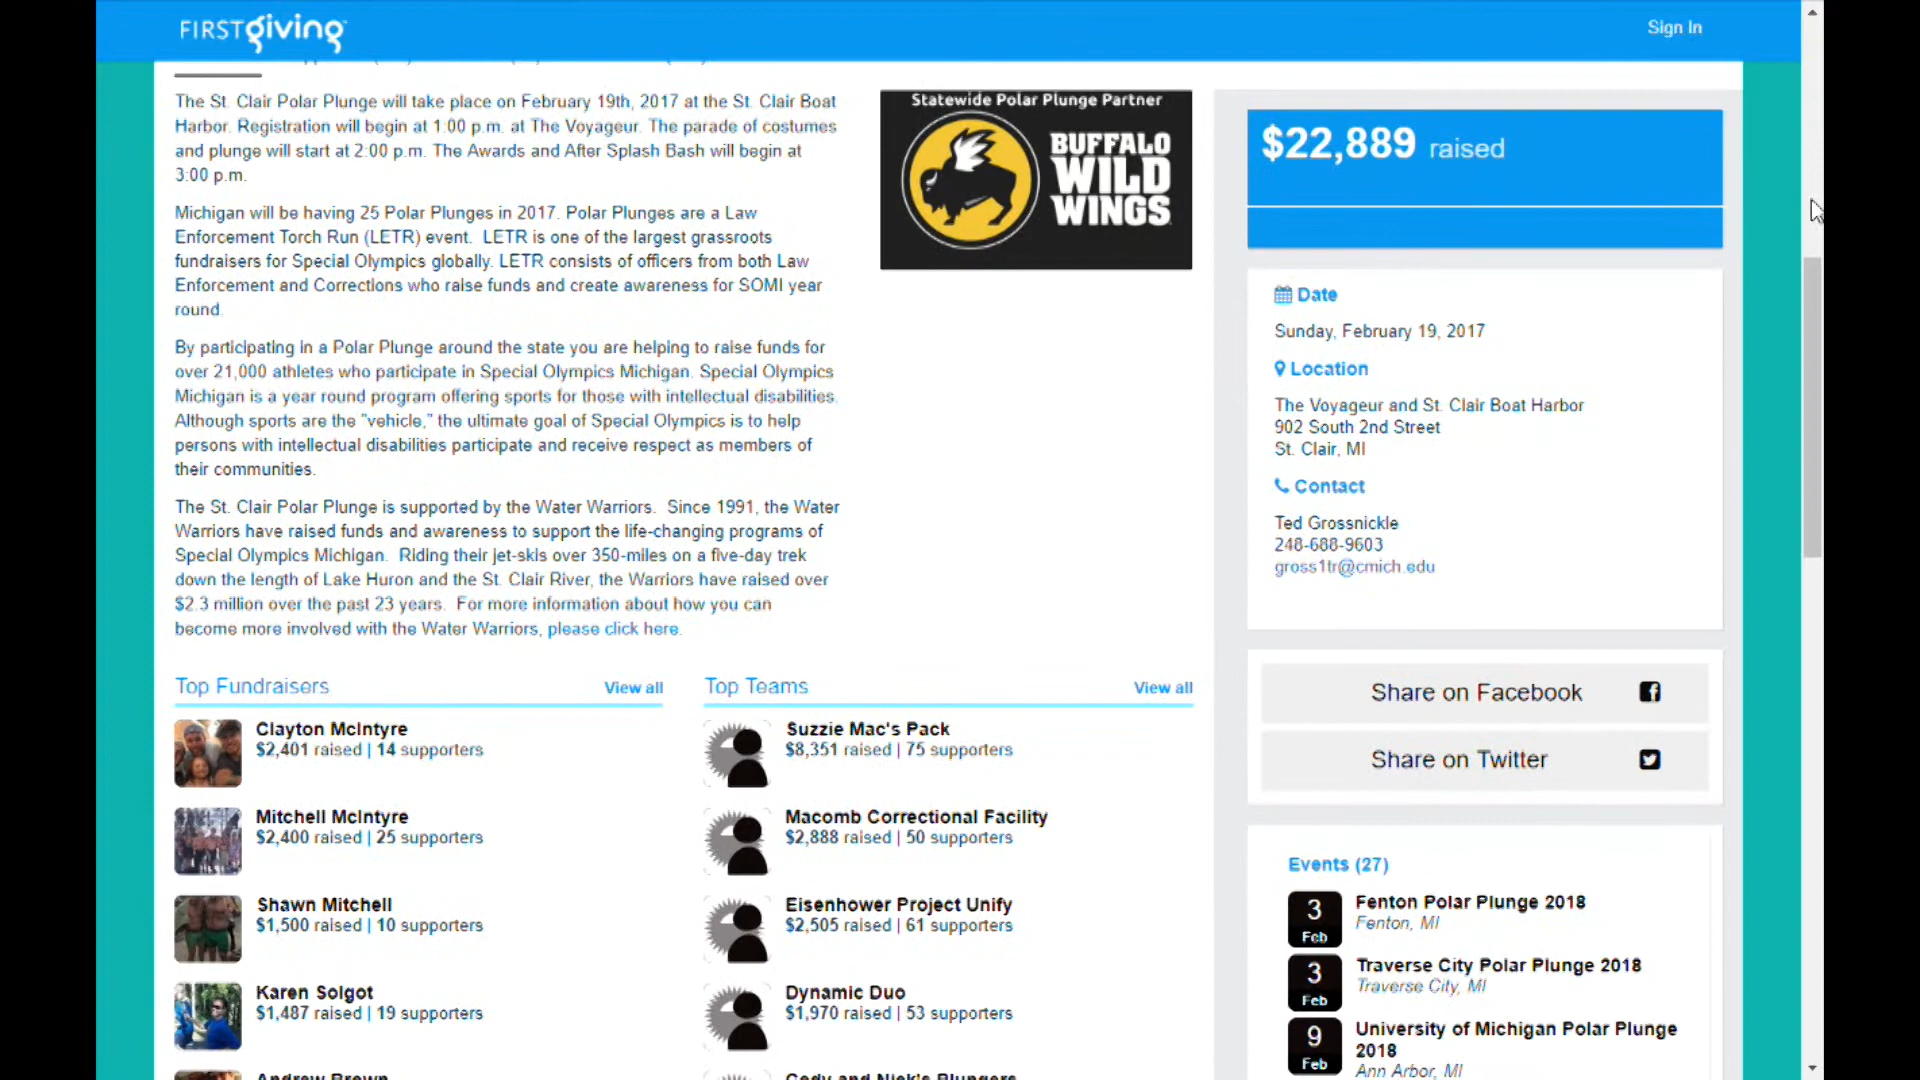 FIRSTgiving
Sign In
The St. Clair Polar Plunge will take place on February 19th, 2017 at the St. Clair Boat
Harbor. Registration will begin at 1:00 p.m. at The Voyageur. The parade of costumes
and plunge will start at 2:00 p.m. The Awards and After Splash Bash will begin at
3:00 p.m.
Michigan will be having 25 Polar Plunges in 2017. Polar Plunges are a Law
Enforcement Torch Run (LETR) event. LETR is one of the largest grassroots
fundraisers for Special Olympics globally. LETR consists of officers from both Law
Enforcement and Corrections who raise funds and create awareness for SOMI year
round.
By participating in a Polar Plunge around the state you are helping to raise funds for
over 21,000 athletes who participate in Special Olympics Michigan. Special Olympics
Michigan is a year round program offering sports for those with intellectual disabilities.
Although sports are the "vehicle," the ultimate goal of Special Olympics is to help
persons with intellectual disabilities participate and receive respect as members of
their communities.
The St. Clair Polar Plunge is supported by the Water Warriors. Since 1991, the Water
Warriors have raised funds and awareness to support the life-changing programs of
Special Olympics Michigan. Riding their jet-skis over 350-miles on a five-day trek
down the length of Lake Huron and the St. Clair River, the Warriors have raised over
$2.3 million over the past 23 years. For more information about how you can
become more involved with the Water Warriors, please click here.
Statewide Polar Plunge Partner
BUFFALO
WILD
WINGS
$22,889 raised
Date
Sunday, February 19, 2017
Location
The Voyageur and St. Clair Boat Harbor
902 South 2nd Street
St. Clair, MI
Contact
Ted Grossnickle
248-688-9603
gross1tr@cmich.edu
Share on Facebook
Share on Twitter
Top Fundraisers View all
Clayton McIntyre
$2,401 raised | 14 supporters
Mitchell McIntyre
$2,400 raised | 25 supporters
Shawn Mitchell
$1,500 raised | 10 supporters
Karen Solgot
$1,487 raised | 19 supporters
Andrew Brown
Top Teams View all
Suzzie Mac's Pack
$8,351 raised | 75 supporters
Macomb Correctional Facility
$2,888 raised | 50 supporters
Eisenhower Project Unify
$2,505 raised | 61 supporters
Dynamic Duo
$1,970 raised | 53 supporters
Cody and Nick's Plungers
Events (27)
3 Feb
Fenton Polar Plunge 2018
Fenton, MI
3 Feb
Traverse City Polar Plunge 2018
Traverse City, MI
9 Feb
University of Michigan Polar Plunge
2018
Ann Arbor, MI